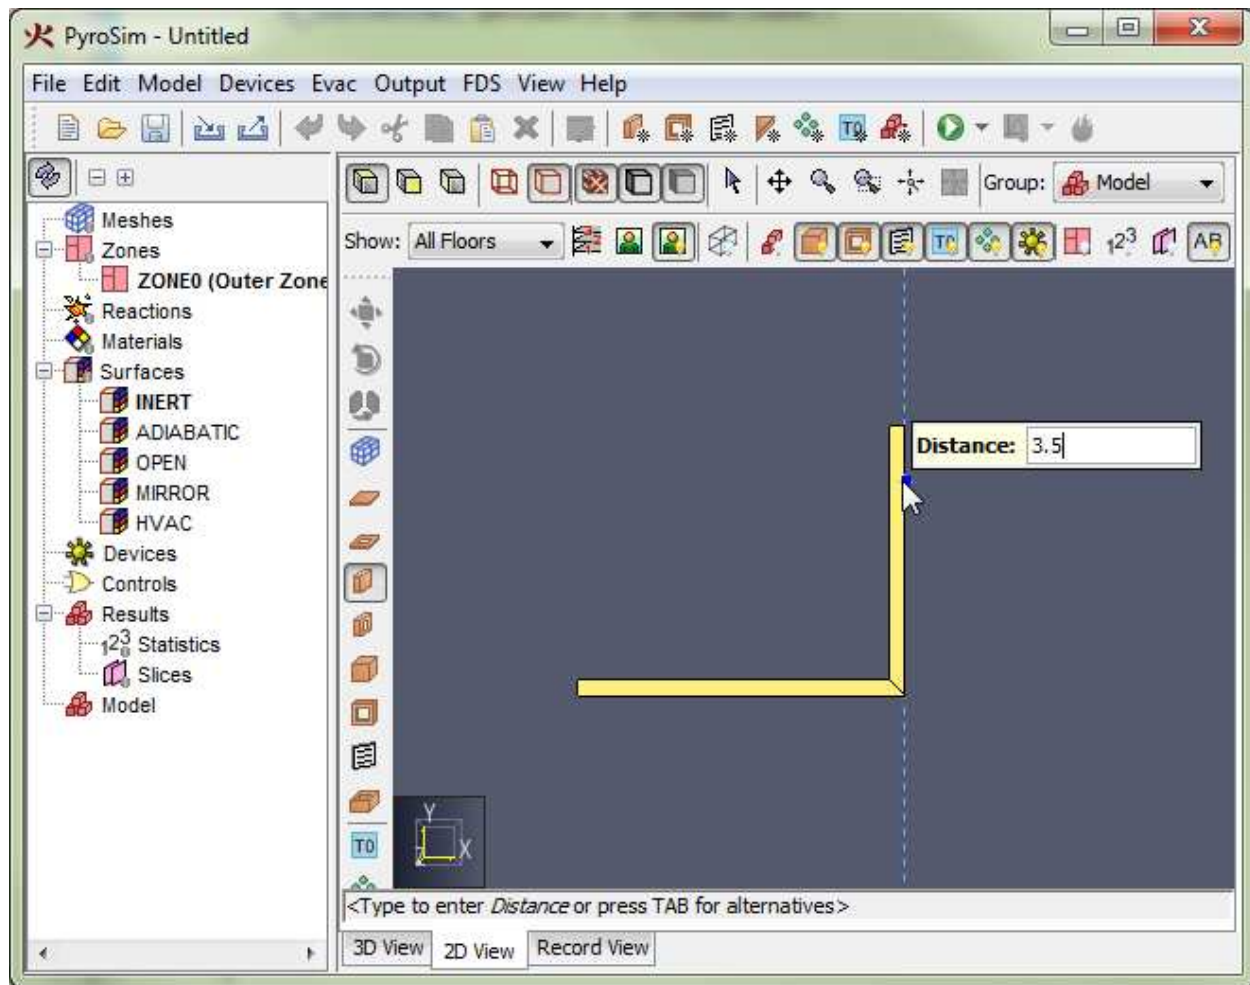 PyroSim - Untitled
File Edit Model Devices Evac Output FDS View Help
Group: Model
Show: All Floors
Meshes
Zones
ZONE0 (Outer Zone
Reactions
Materials
Surfaces
INERT
ADIABATIC
OPEN
MIRROR
HVAC
Devices
Controls
Results
Statistics
Slices
Model
Distance: 3.5
Y
X
<Type to enter Distance or press TAB for alternatives>
3D View 2D View Record View